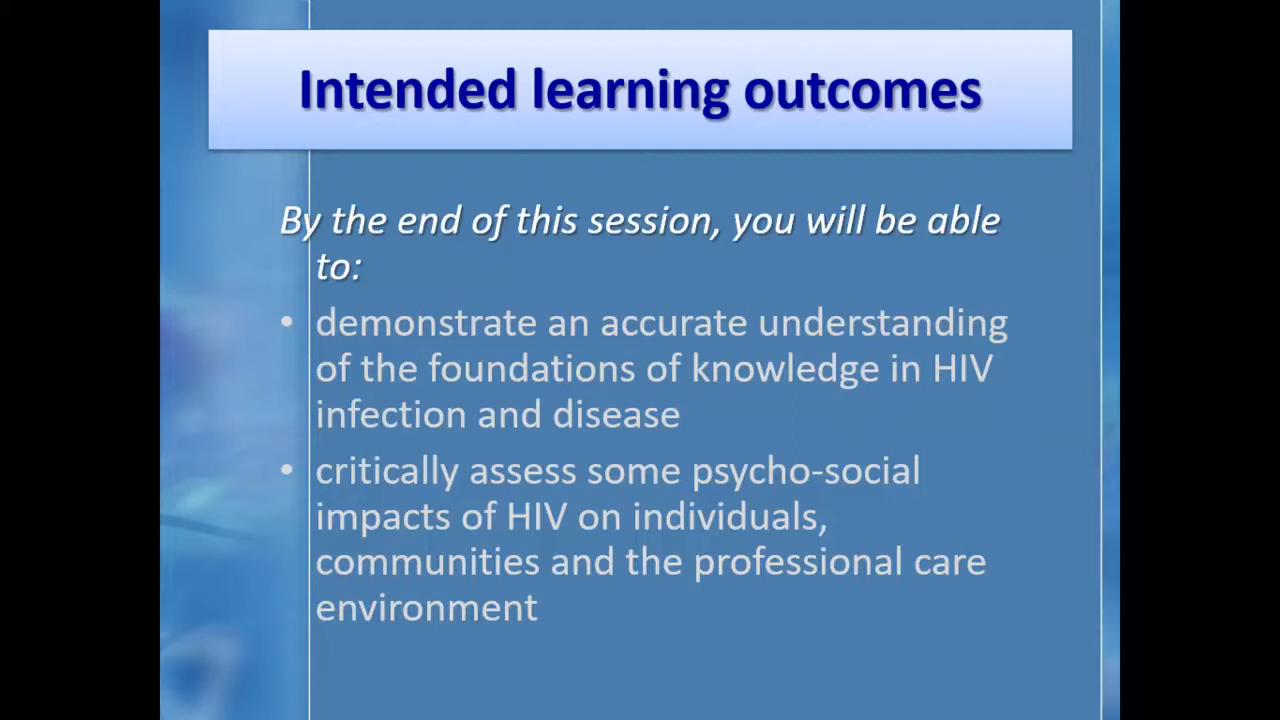 Intended learning outcomes
By the end of this session, you will be able
to:
• demonstrate an accurate understanding
of the foundations of knowledge in HIV
infection and disease
• critically assess some psycho-social
impacts of HIV on individuals,
communities and the professional care
environment